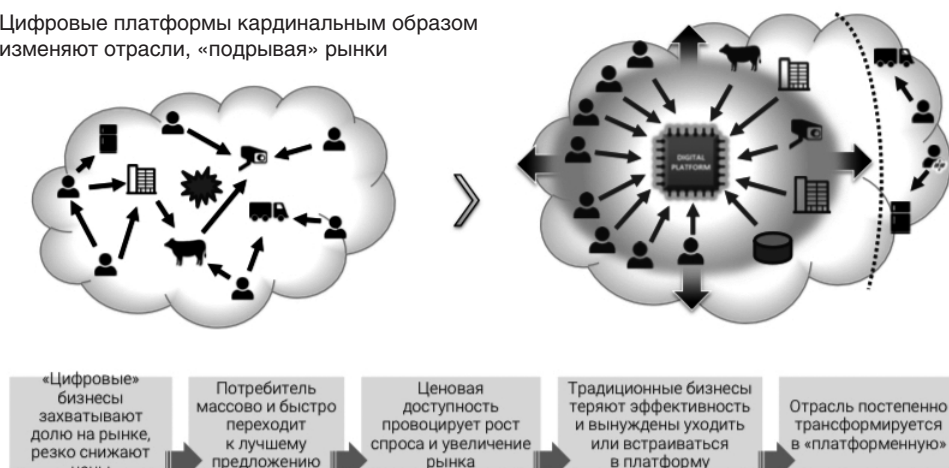 Цифровые платформы кардинальным образом
изменяют отрасли, «подрывая» рынки
DIGITAL
PLATFORM
«Цифровые»
бизнесы
захватывают
долю на рынке,
резко снижают
цены
Потребитель
массово и быстро
переходит
к лучшему
предложению
Ценовая
доступность
провоцирует рост
спроса и увеличение
рынка
Традиционные бизнесы
теряют эффективность
и вынуждены уходить
или встраиваться
в платформу
Отрасль постепенно
трансформируется
в «платформенную»